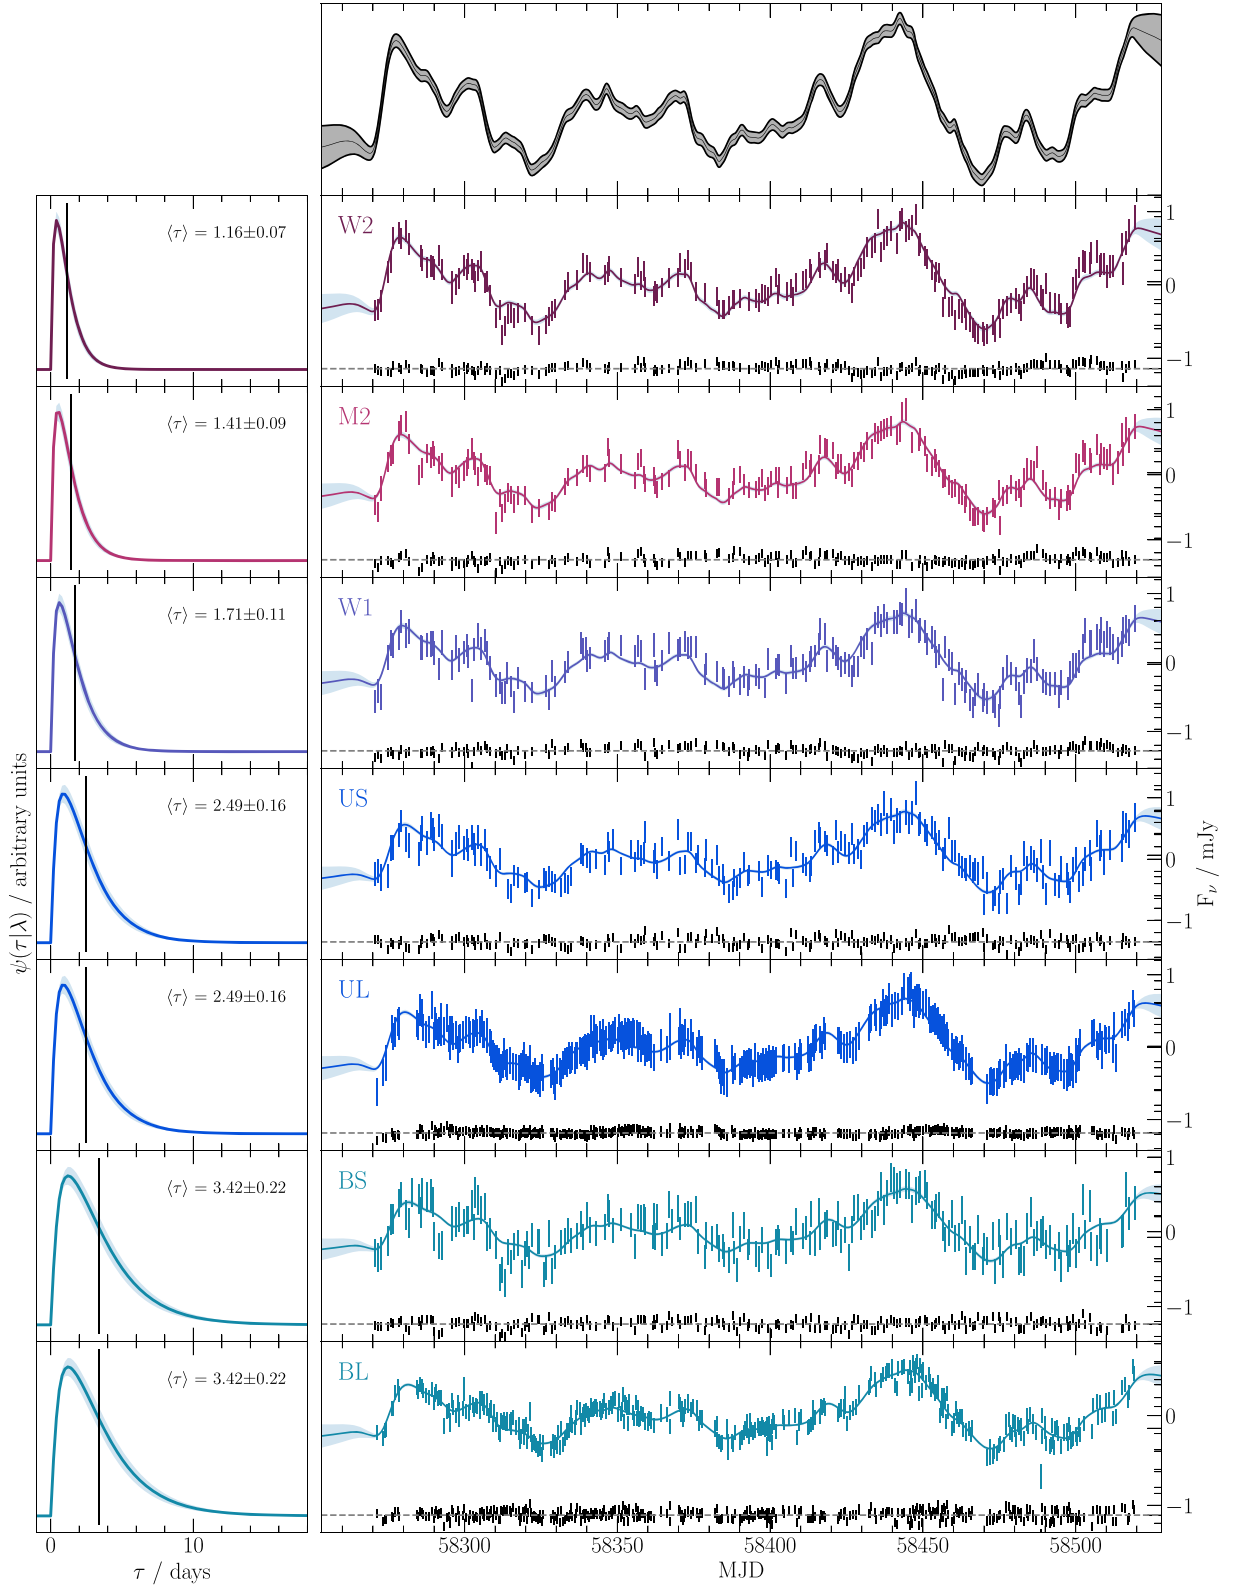 W2
⟨τ⟩ = 1.16±0.07
1
0
−1
M2
⟨τ⟩ = 1.41±0.09
1
0
−1
W1
⟨τ⟩ = 1.71±0.11
1
0
−1
US
⟨τ⟩ = 2.49±0.16
1
0
−1
UL
⟨τ⟩ = 2.49±0.16
1
0
−1
BS
⟨τ⟩ = 3.42±0.22
1
0
−1
BL
⟨τ⟩ = 3.42±0.22
1
0
−1
ψ(τ|λ) / arbitrary units
F_ν / mJy
0 10
τ / days
58300 58350 58400 58450 58500
MJD